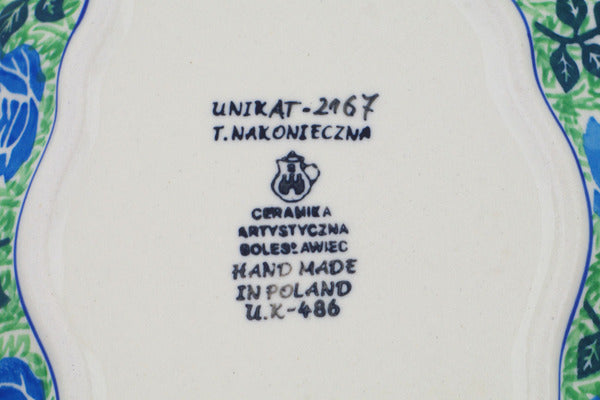 UNIKAT-2167
T.NAKONIECZNA
CERAMIKA
ARTYSTYCZNA
BOLESŁAWIEC
HAND MADE
IN POLAND
U.K-486